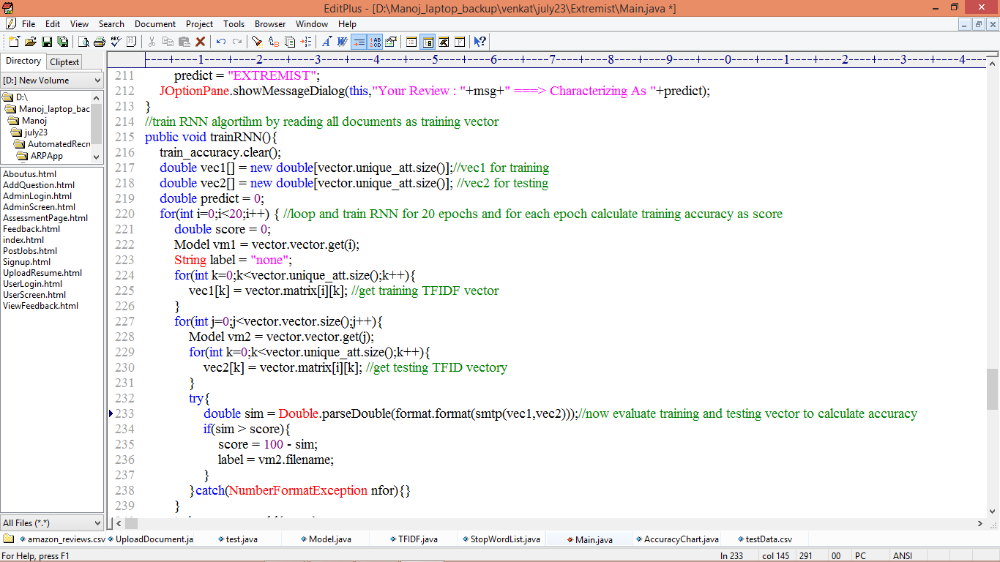 EditPlus - [D:\Manoj_laptop_backup\venkat\july23\Extremist\Main.java *]
File Edit View Search Document Project Tools Browser Window Help
Directory Cliptext
[D:] New Volume
D:\
Manoj_laptop_bac
Manoj
july23
AutomatedRecru
ARPApp
Aboutus.html
AddQuestion.html
AdminLogin.html
AdminScreen.html
AssessmentPage.html
Feedback.html
index.html
PostJobs.html
Signup.html
UploadResume.html
UserLogin.html
UserScreen.html
ViewFeedback.html
All Files (*.*)
----+----1----+----2----+----3----+----4----+----5----+----6----+----7----+----8----+----9----+----0----+----1----+----2----+----3----+----4----
211 predict = "EXTREMIST";
212 JOptionPane.showMessageDialog(this,"Your Review : "+msg+" ===> Characterizing As "+predict);
213 }
214 //train RNN algortihm by reading all documents as training vector
215 public void trainRNN(){
216 train_accuracy.clear();
217 double vec1[] = new double[vector.unique_att.size()];//vec1 for training
218 double vec2[] = new double[vector.unique_att.size()]; //vec2 for testing
219 double predict = 0;
220 for(int i=0;i<20;i++) { //loop and train RNN for 20 epochs and for each epoch calculate training accuracy as score
221 double score = 0;
222 Model vm1 = vector.vector.get(i);
223 String label = "none";
224 for(int k=0;k<vector.unique_att.size();k++){
225 vec1[k] = vector.matrix[i][k]; //get training TFIDF vector
226 }
227 for(int j=0;j<vector.vector.size();j++){
228 Model vm2 = vector.vector.get(j);
229 for(int k=0;k<vector.unique_att.size();k++){
230 vec2[k] = vector.matrix[i][k]; //get testing TFID vectory
231 }
232 try{
233 double sim = Double.parseDouble(format.format(smtp(vec1,vec2)));//now evaluate training and testing vector to calculate accuracy
234 if(sim > score){
235 score = 100 - sim;
236 label = vm2.filename;
237 }
238 }catch(NumberFormatException nfor){}
239 }
amazon_reviews.csv UploadDocument.ja test.java Model.java TFIDF.java StopWordList.java Main.java AccuracyChart.java testData.csv
For Help, press F1 ln 233 col 145 291 00 PC ANSI